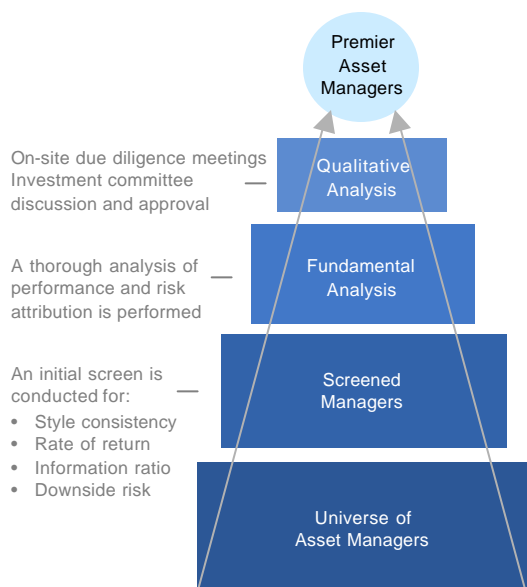 Premier
Asset
Managers
On-site due diligence meetings
Investment committee
discussion and approval
Qualitative
Analysis
A thorough analysis of
performance and risk
attribution is performed
Fundamental
Analysis
An initial screen is
conducted for:
• Style consistency
• Rate of return
• Information ratio
• Downside risk
Screened
Managers
Universe of
Asset Managers